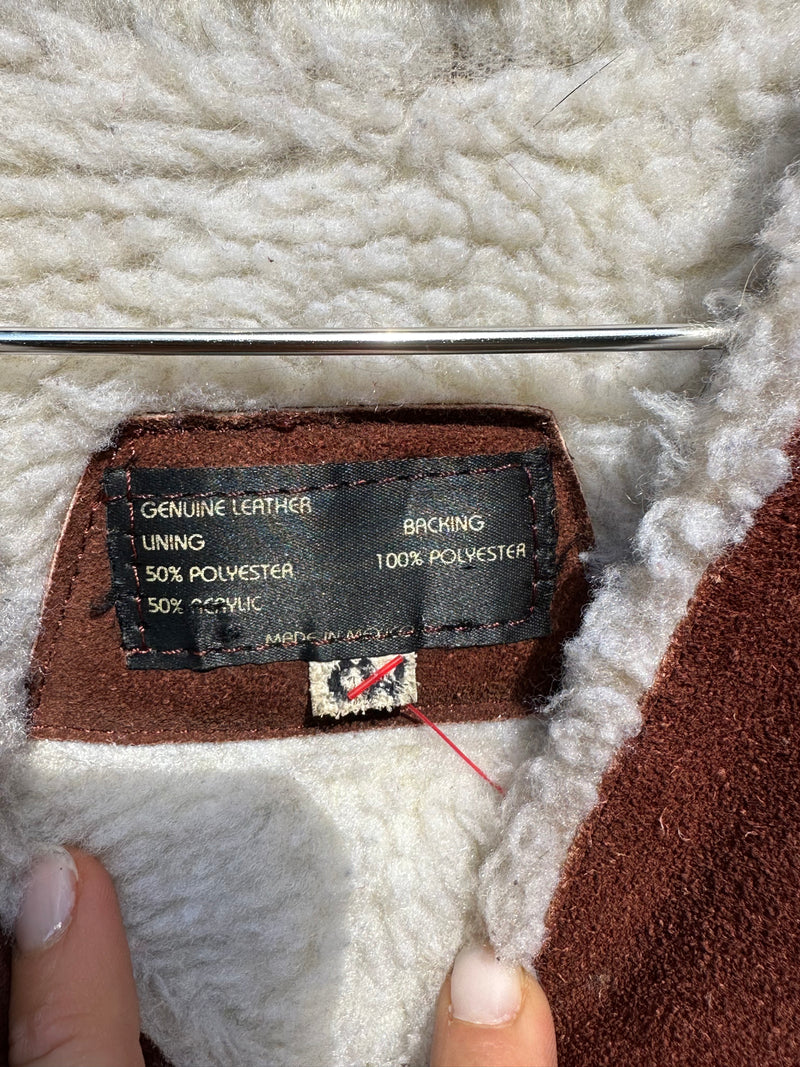 GENUINE LEATHER
LINING
50% POLYESTER
50% ACRYLIC
BACKING
100% POLYESTER
MADE IN MEXICO